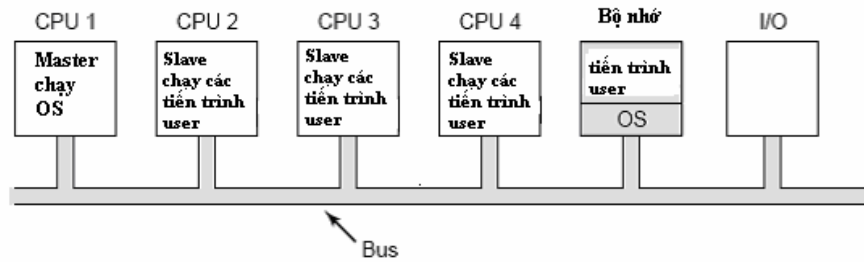 CPU 1
Master
chạy
OS
CPU 2
Slave
chạy các
tiến trình
user
CPU 3
Slave
chạy các
tiến trình
user
CPU 4
Slave
chạy các
tiến trình
user
Bộ nhớ
tiến trình
user
OS
I/O
Bus